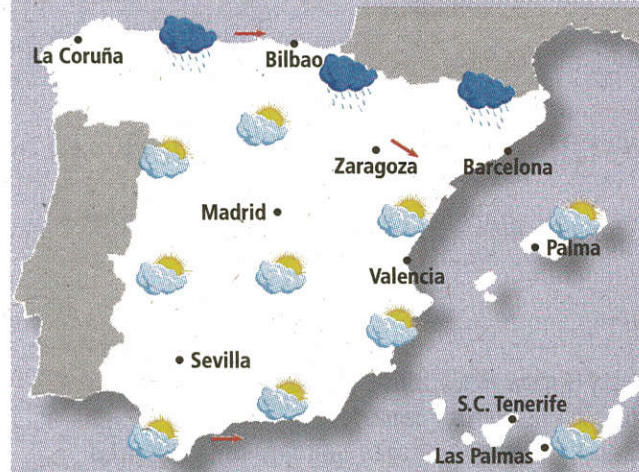 La Coruña
Bilbao
Zaragoza
Barcelona
Madrid
Palma
Valencia
Sevilla
S.C. Tenerife
Las Palmas